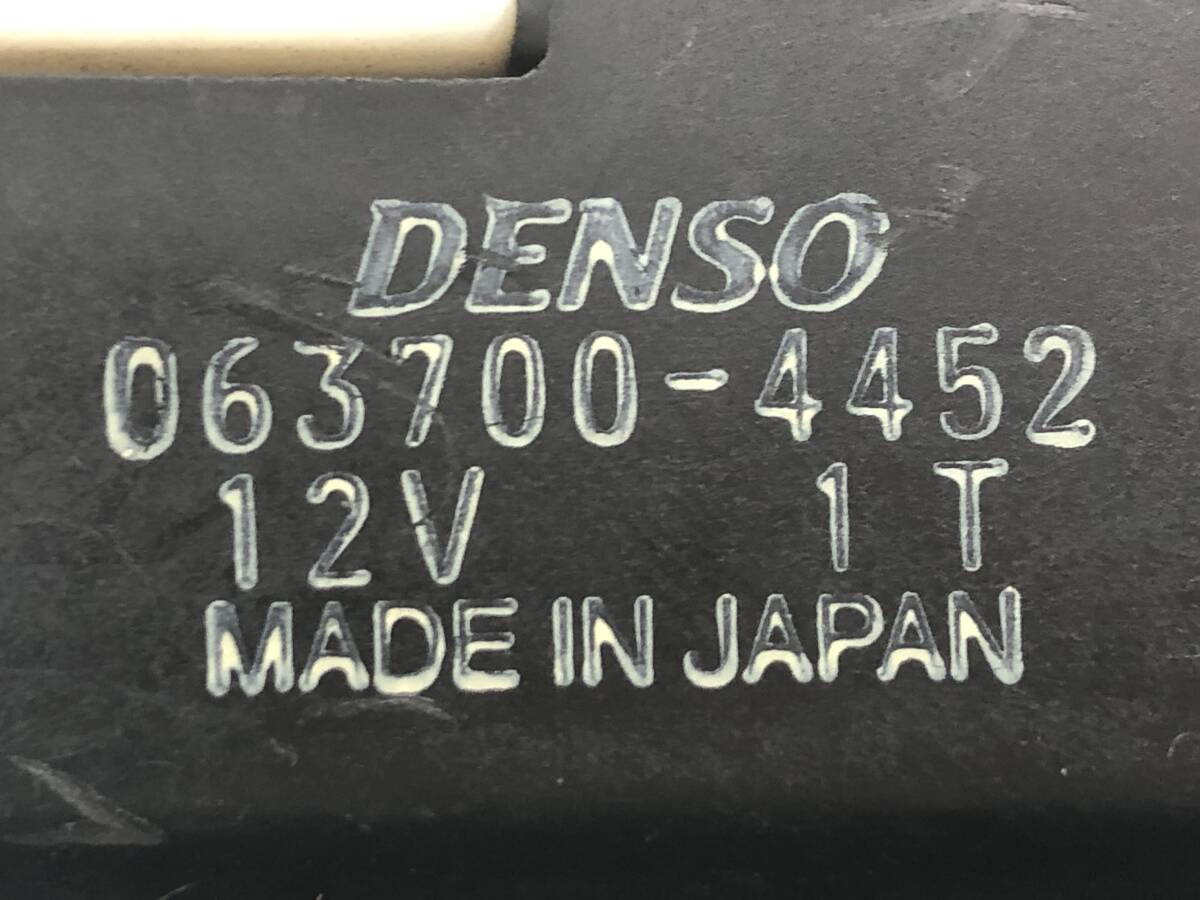 DENSO
063700-4452
12V 1T
MADE IN JAPAN